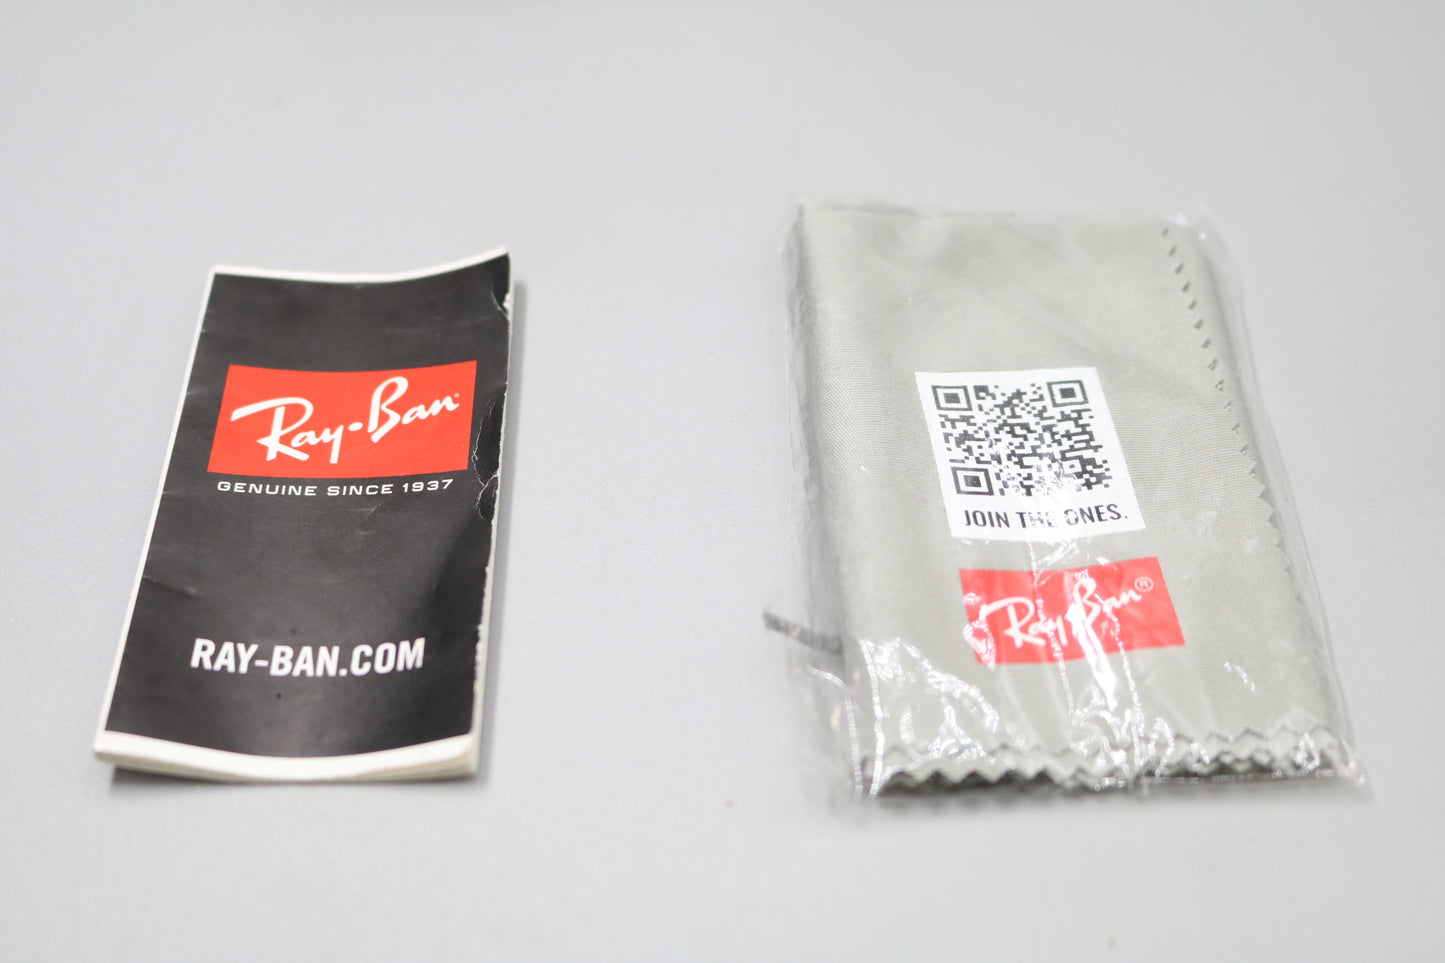 Ray-Ban
GENUINE SINCE 1937
RAY-BAN.COM
JOIN THE ONES.
Ray-Ban®